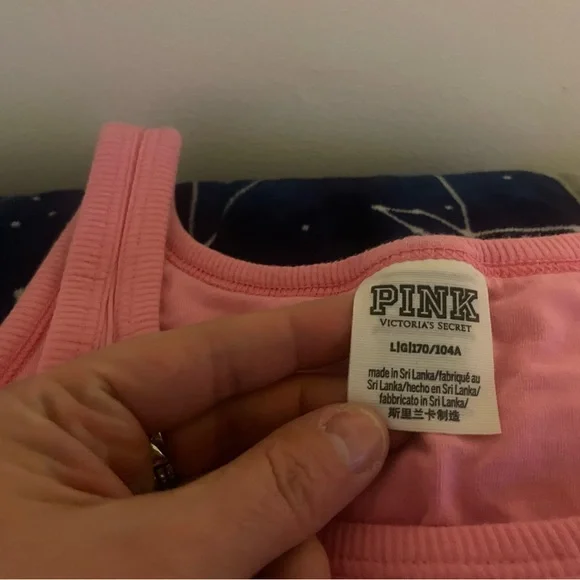 PINK
VICTORIA'S SECRET
L|G|170/104A
made in Sri Lanka/fabriqué au
Sri Lanka/hecho en Sri Lanka/
fabbricato in Sri Lanka/
斯里兰卡制造